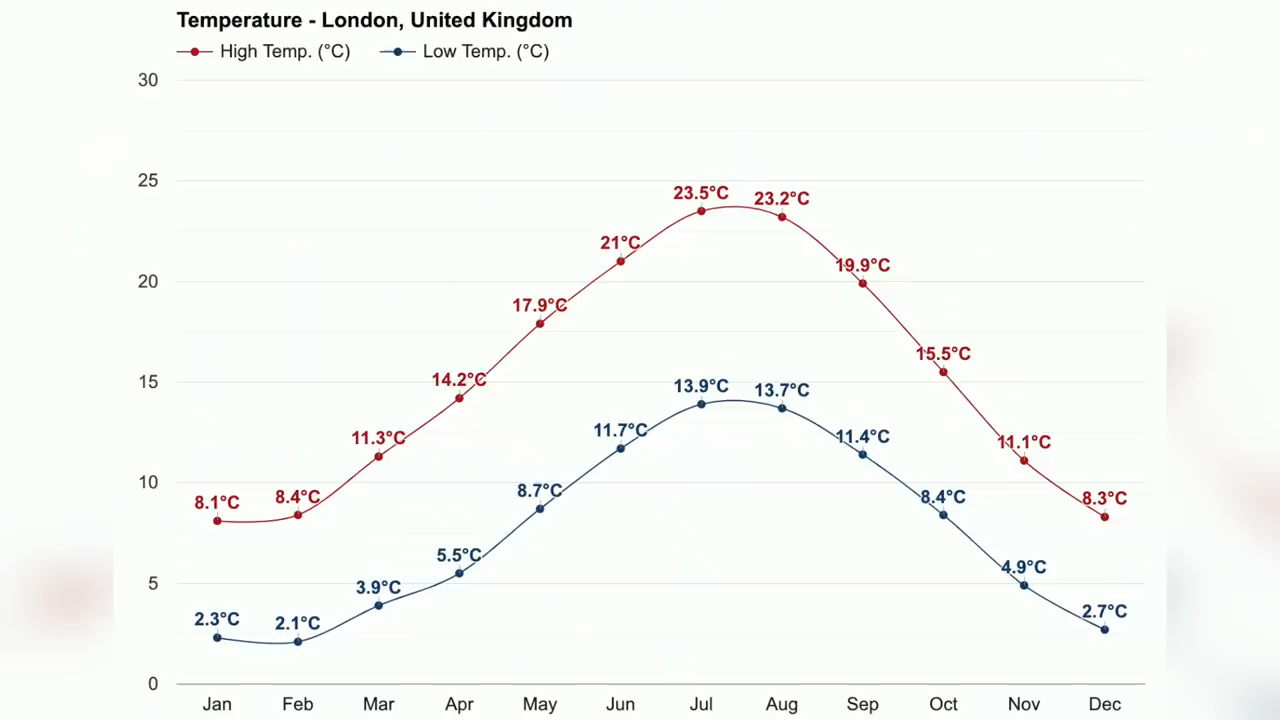 Temperature - London, United Kingdom
High Temp. (°C) Low Temp. (°C)
30
25
20
15
10
5
0
8.1°C
8.4°C
11.3°C
14.2°C
17.9°C
21°C
23.5°C
23.2°C
19.9°C
15.5°C
11.1°C
8.3°C
2.3°C
2.1°C
3.9°C
5.5°C
8.7°C
11.7°C
13.9°C
13.7°C
11.4°C
8.4°C
4.9°C
2.7°C
Jan Feb Mar Apr May Jun Jul Aug Sep Oct Nov Dec